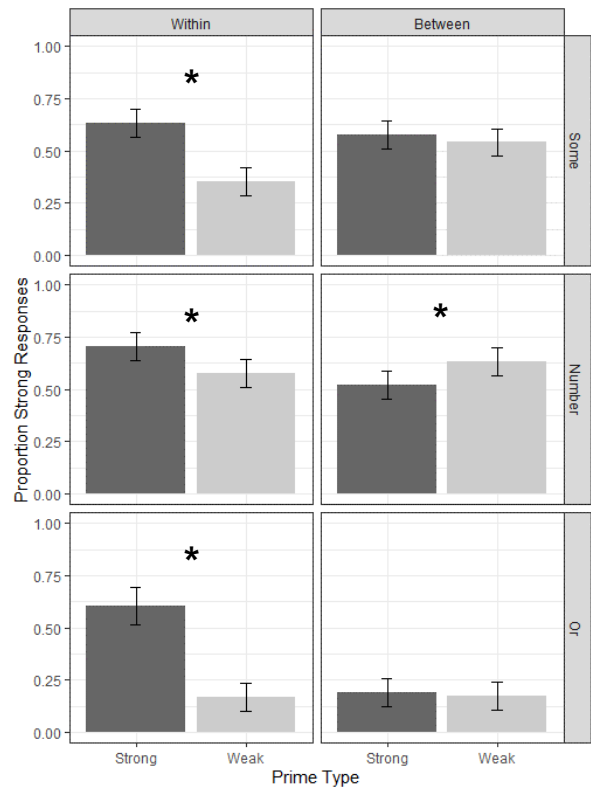 Within Between
1.00
*
0.75
0.50
0.25
0.00
Some
1.00
*
*
0.75
0.50
0.25
0.00
Number
1.00
*
0.75
0.50
0.25
0.00
Or
Proportion Strong Responses
Strong Weak Strong Weak
Prime Type